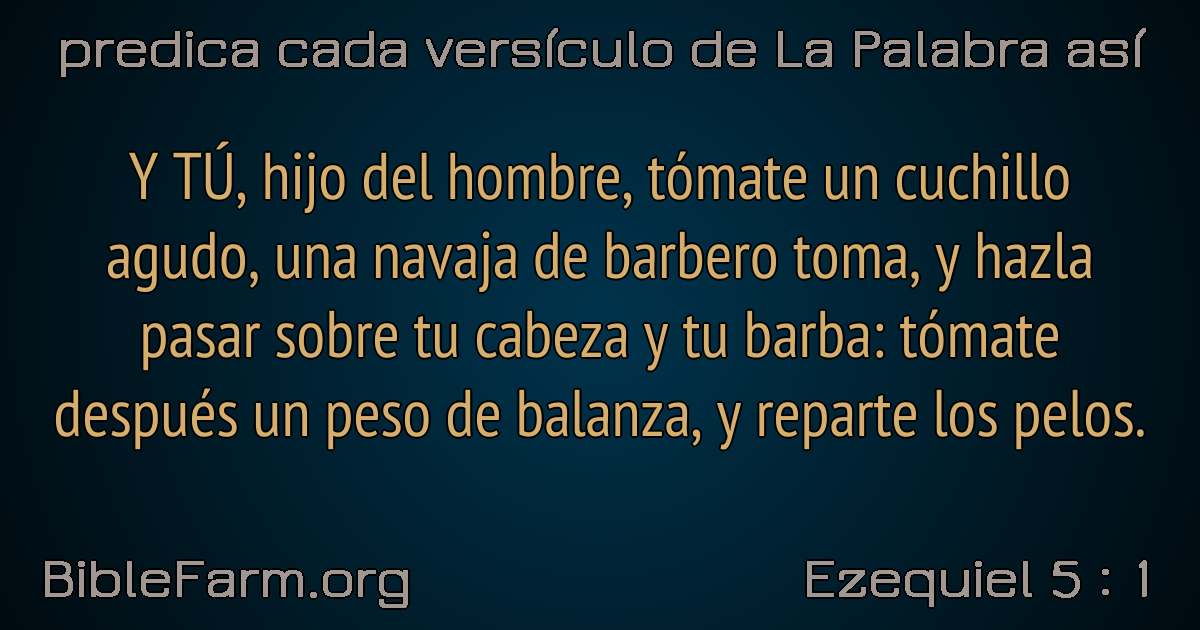 predica cada versículo de La Palabra así
Y TÚ, hijo del hombre, tómate un cuchillo
agudo, una navaja de barbero toma, y hazla
pasar sobre tu cabeza y tu barba: tómate
después un peso de balanza, y reparte los pelos.
BibleFarm.org
Ezequiel 5 : 1